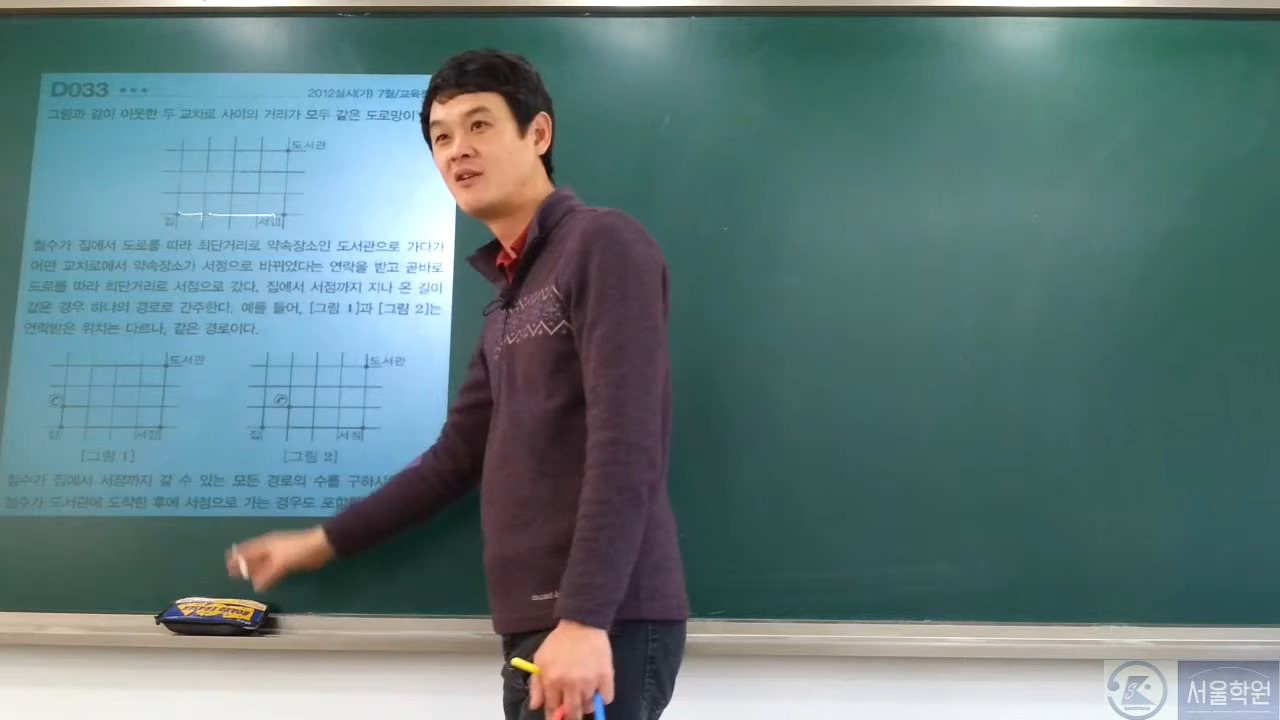 D033 ★★★
2012실시(가) 7월/교육청
그림과 같이 이웃한 두 교차로 사이의 거리가 모두 같은 도로망이
도서관
집 서점
철수가 집에서 도로를 따라 최단거리로 약속장소인 도서관으로 가다가
어떤 교차로에서 약속장소가 서점으로 바뀌었다는 연락을 받고 곧바로
도로를 따라 최단거리로 서점으로 갔다. 집에서 서점까지 지나 온 길이
같은 경우 하나의 경로로 간주한다. 예를 들어, [그림 1]과 [그림 2]는
연락받은 위치는 다르나, 같은 경로이다.
도서관 도서관
집 서점 집 서점
[그림 1] [그림 2]
철수가 집에서 서점까지 갈 수 있는 모든 경로의 수를 구하시
철수가 도서관에 도착한 후에 서점으로 가는 경우도 포함
서울학원